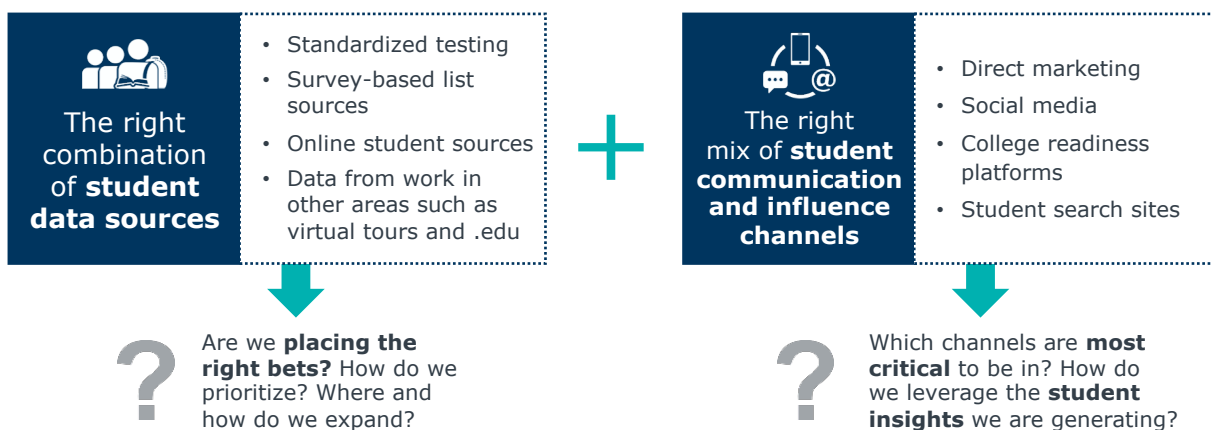 The right
combination
of student
data sources
• Standardized testing
• Survey-based list
sources
• Online student sources
• Data from work in
other areas such as
virtual tours and .edu
@
The right
mix of student
communication
and influence
channels
• Direct marketing
• Social media
• College readiness
platforms
• Student search sites
?
Are we placing the
right bets? How do we
prioritize? Where and
how do we expand?
?
Which channels are most
critical to be in? How do
we leverage the student
insights we are generating?